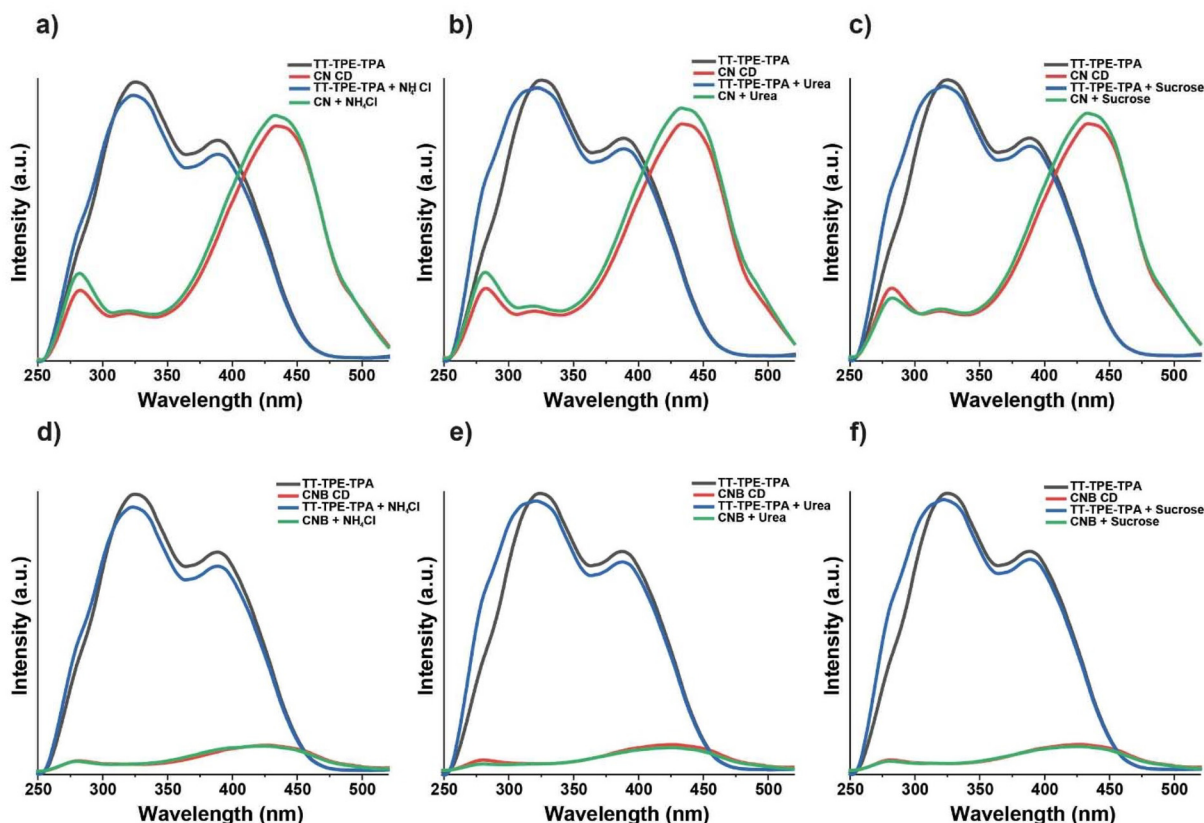 a)
TT-TPE-TPA
CN CD
TT-TPE-TPA + NH₄Cl
CN + NH₄Cl
Intensity (a.u.)
250 300 350 400 450 500
Wavelength (nm)
b)
TT-TPE-TPA
CN CD
TT-TPE-TPA + Urea
CN + Urea
Intensity (a.u.)
250 300 350 400 450 500
Wavelength (nm)
c)
TT-TPE-TPA
CN CD
TT-TPE-TPA + Sucrose
CN + Sucrose
Intensity (a.u.)
250 300 350 400 450 500
Wavelength (nm)
d)
TT-TPE-TPA
CNB CD
TT-TPE-TPA + NH₄Cl
CNB + NH₄Cl
Intensity (a.u.)
250 300 350 400 450 500
Wavelength (nm)
e)
TT-TPE-TPA
CNB CD
TT-TPE-TPA + Urea
CNB + Urea
Intensity (a.u.)
250 300 350 400 450 500
Wavelength (nm)
f)
TT-TPE-TPA
CNB CD
TT-TPE-TPA + Sucrose
CNB + Sucrose
Intensity (a.u.)
250 300 350 400 450 500
Wavelength (nm)